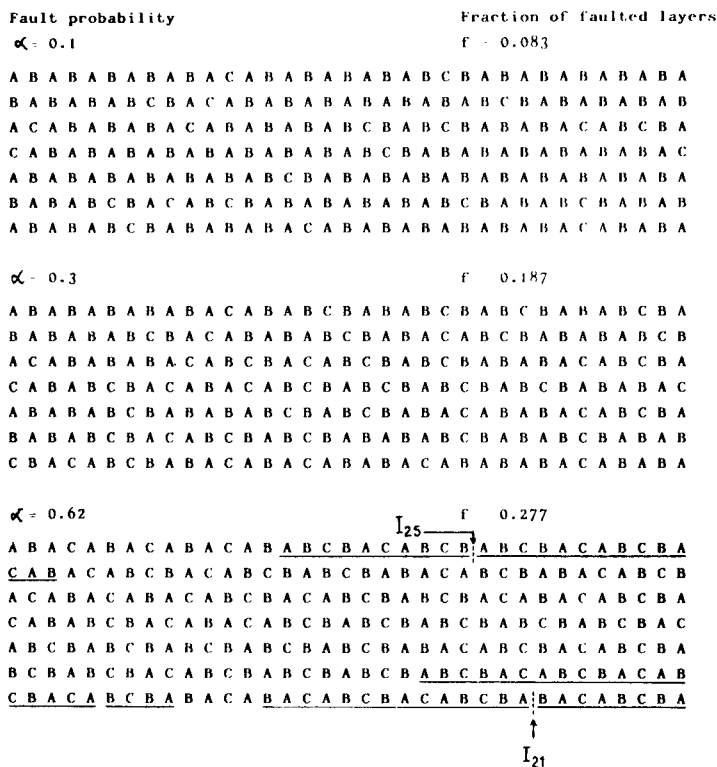 Fault probability Fraction of faulted layers
α = 0.1 f - 0.083
A B A B A B A B A B A C A B A B A B A B A B C B A B A B A B A B A B A
B A B A B A B C B A C A B A B A B A B A B A B A B C B A B A B A B A B
A C A B A B A B A C A B A B A B A B C B A B C B A B A B A C A B C B A
C A B A B A B A B A B A B A B A B A B C B A B A B A B A B A B A B A C
A B A B A B A B A B A B A B C B A B A B A B A B A B A B A B A B A B A
B A B A B C B A C A B C B A B A B A B A B A B C B A B A B C B A B A B
A B A B A B C B A B A B A B A C A B A B A B A B A B A B A C A B A B A
α - 0.3 f 0.187
A B A B A B A B A B A C A B A B C B A B A B C B A B C B A B A B C B A
B A B A B A B C B A C A B A B A B C B A B A C A B C B A B A B A B C B
A C A B A B A B A C A B C B A C A B C B A B C B A B A B A C A B C B A
C A B A B C B A C A B A C A B C B A B C B A B C B A B C B A B A B A C
A B A B A B C B A B A B A B C B A B C B A B A C A B A B A C A B C B A
B A B A B C B A C A B C B A B C B A B A B A B C B A B A B C B A B A B
C B A C A B C B A B A C A B A C A B A B A C A B A B A B A C A B A B A
α = 0.62 f 0.277
I25
A B A C A B A C A B A C A B A B C B A C A B C B A B C B A C A B C B A
C A B A C A B C B A C A B C B A B C B A B A C A B C B A B A C A B C B
A C A B A C A B A C A B C B A C A B C B A B C B A C A B A C A B C B A
C A B A B C B A C A B A C A B C B A B C B A B C B A B C B A B C B A C
A B C B A B C B A B C B A B C B A B C B A B A C A B C B A C A B C B A
B C B A B C B A C A B C B A B C B A B C B A B C B A C A B C B A C A B
C B A C A B C B A B A C A B A C A B C B A C A B C B A B A C A B C B A
I21